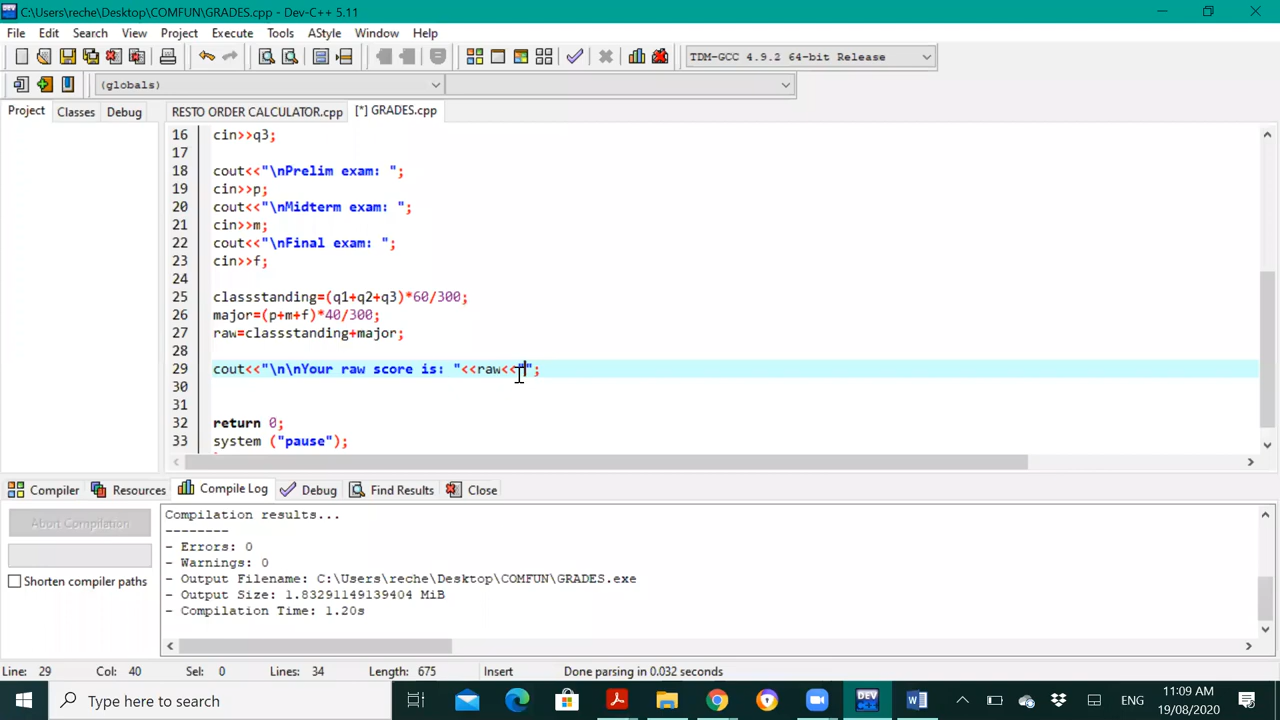 C:\Users\reche\Desktop\COMFUN\GRADES.cpp - Dev-C++ 5.11
File Edit Search View Project Execute Tools AStyle Window Help
TDM-GCC 4.9.2 64-bit Release
(globals)
Project Classes Debug
RESTO ORDER CALCULATOR.cpp [*] GRADES.cpp
16 cin>>q3;
17
18 cout<<"\nPrelim exam: ";
19 cin>>p;
20 cout<<"\nMidterm exam: ";
21 cin>>m;
22 cout<<"\nFinal exam: ";
23 cin>>f;
24
25 classstanding=(q1+q2+q3)*60/300;
26 major=(p+m+f)*40/300;
27 raw=classstanding+major;
28
29 cout<<"\n\nYour raw score is: "<<raw<<"";
30
31
32 return 0;
33 system ("pause");
Compiler Resources Compile Log Debug Find Results Close
Abort Compilation
Shorten compiler paths
Compilation results...
--------
- Errors: 0
- Warnings: 0
- Output Filename: C:\Users\reche\Desktop\COMFUN\GRADES.exe
- Output Size: 1.83291149139404 MiB
- Compilation Time: 1.20s
Line: 29 Col: 40 Sel: 0 Lines: 34 Length: 675 Insert Done parsing in 0.032 seconds
Type here to search
ENG
11:09 AM
19/08/2020